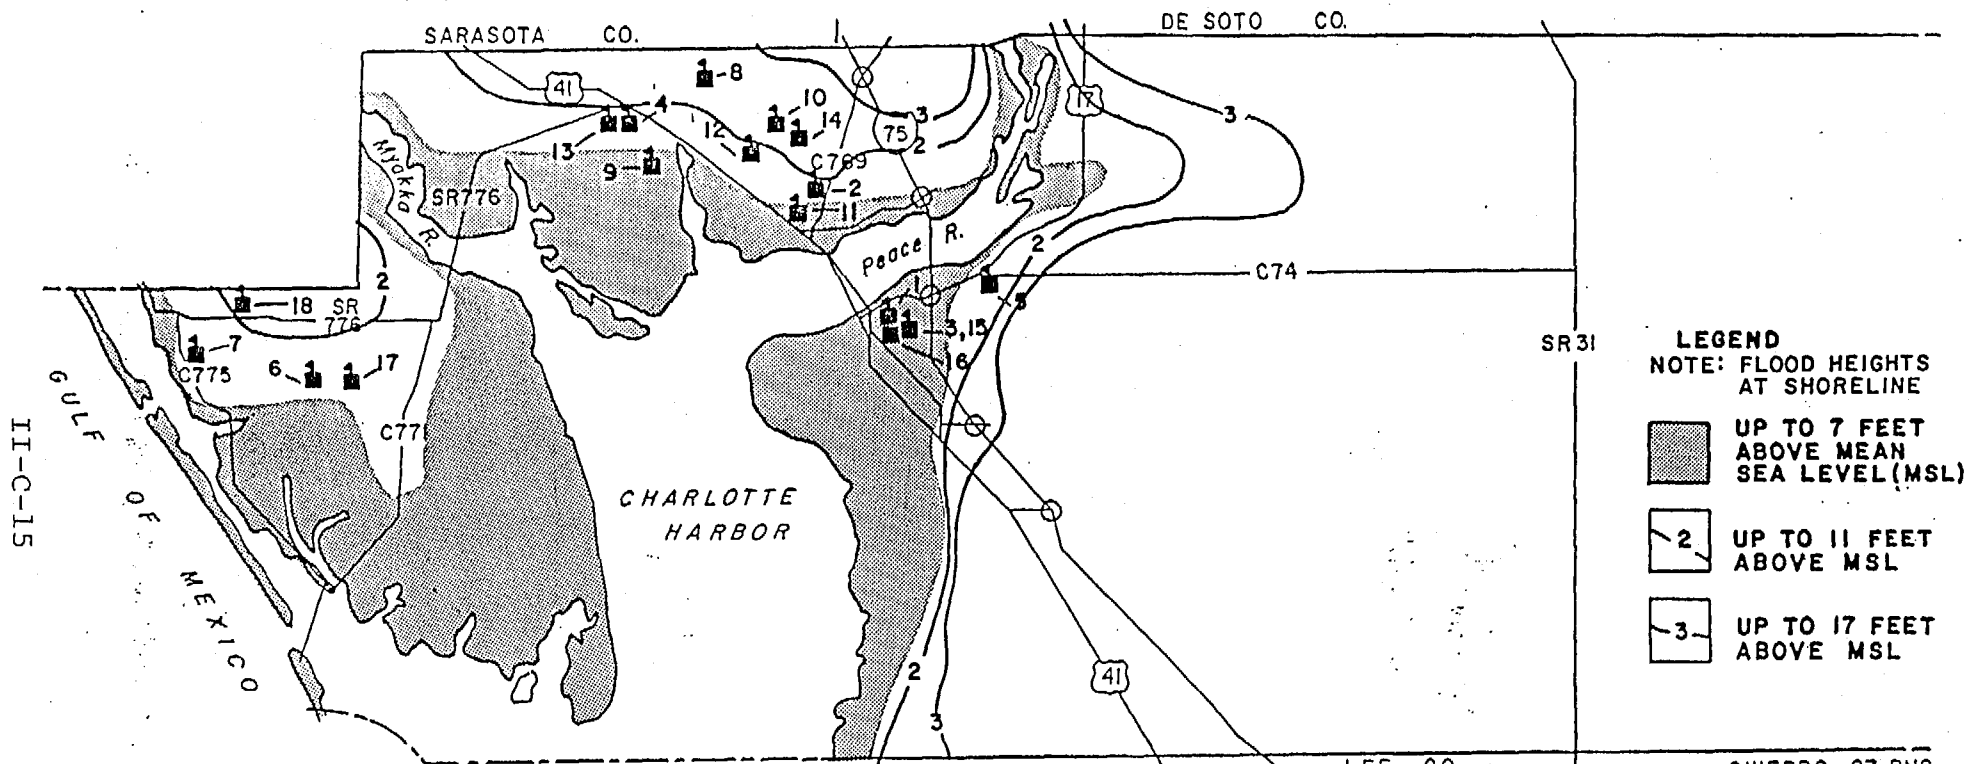 SARASOTA CO.
DE SOTO CO.
1
41
8
4
10
14
12
13
9
3
75
2
C769
2
11
17
3
Myakka R.
SR776
Peace R.
2
C74
2
18
SR
776
7
C775
6
17
1
5
3,15
16
C771
SR31
GULF OF MEXICO
CHARLOTTE
HARBOR
2
3
41
LEGEND
NOTE: FLOOD HEIGHTS
AT SHORELINE
UP TO 7 FEET
ABOVE MEAN
SEA LEVEL(MSL)
2
UP TO 11 FEET
ABOVE MSL
3
UP TO 17 FEET
ABOVE MSL
II-C-15
LEE CO.